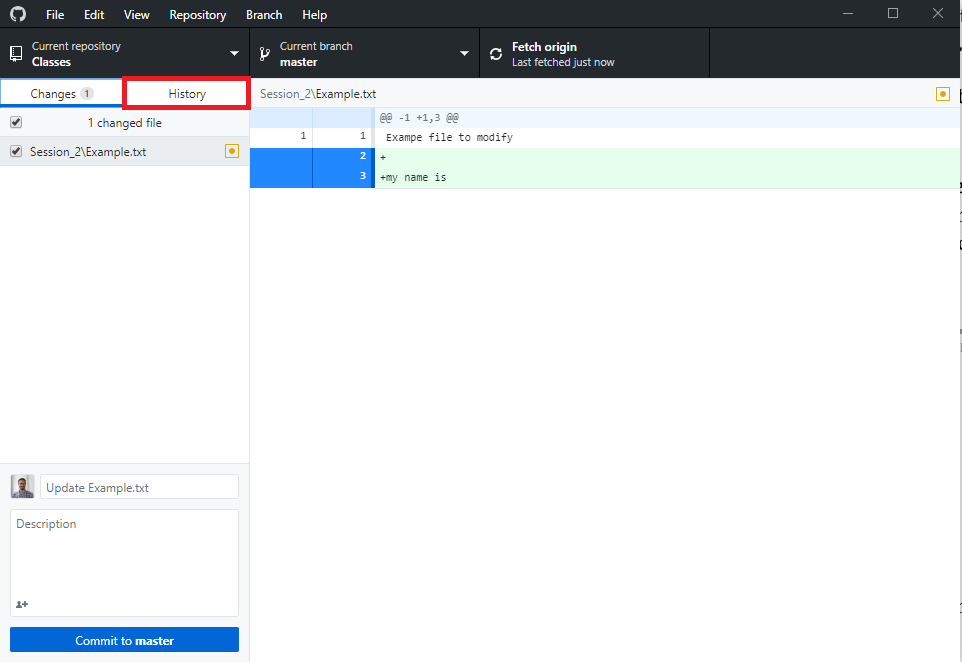 File Edit View Repository Branch Help
Current repository
Classes
Current branch
master
Fetch origin
Last fetched just now
Changes 1
History
Session_2\Example.txt
1 changed file
Session_2\Example.txt
@@ -1 +1,3 @@
1 1 Exampe file to modify
2 +
3 +my name is
Update Example.txt
Description
Commit to master